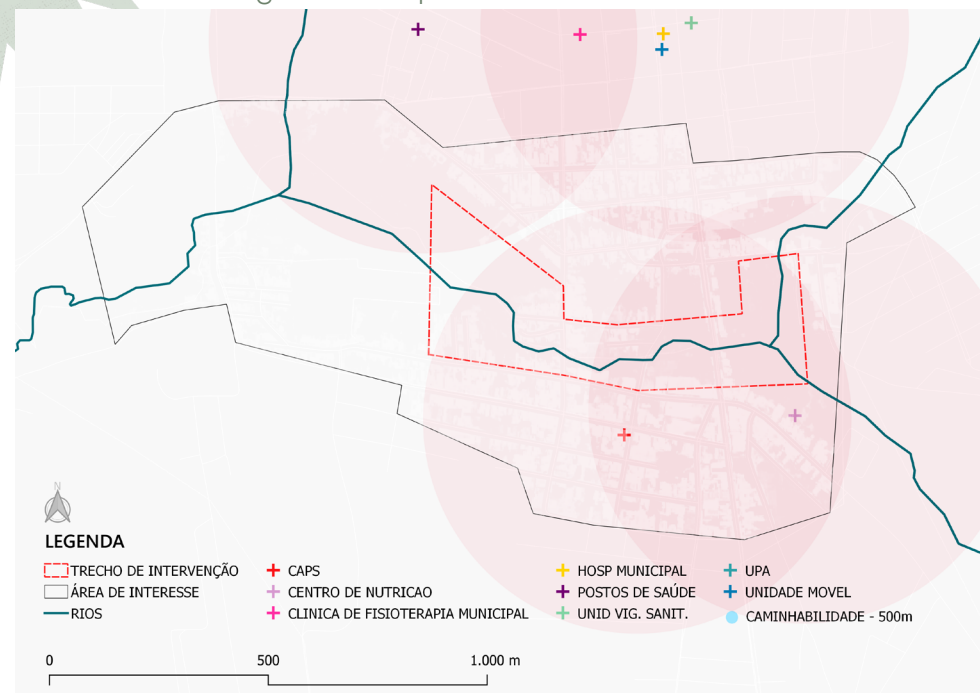 N
LEGENDA
TRECHO DE INTERVENÇÃO
ÁREA DE INTERESSE
RIOS
CAPS
CENTRO DE NUTRICAO
CLINICA DE FISIOTERAPIA MUNICIPAL
HOSP MUNICIPAL
POSTOS DE SAÚDE
UNID VIG. SANIT.
UPA
UNIDADE MOVEL
CAMINHABILIDADE - 500m
0 500 1.000 m